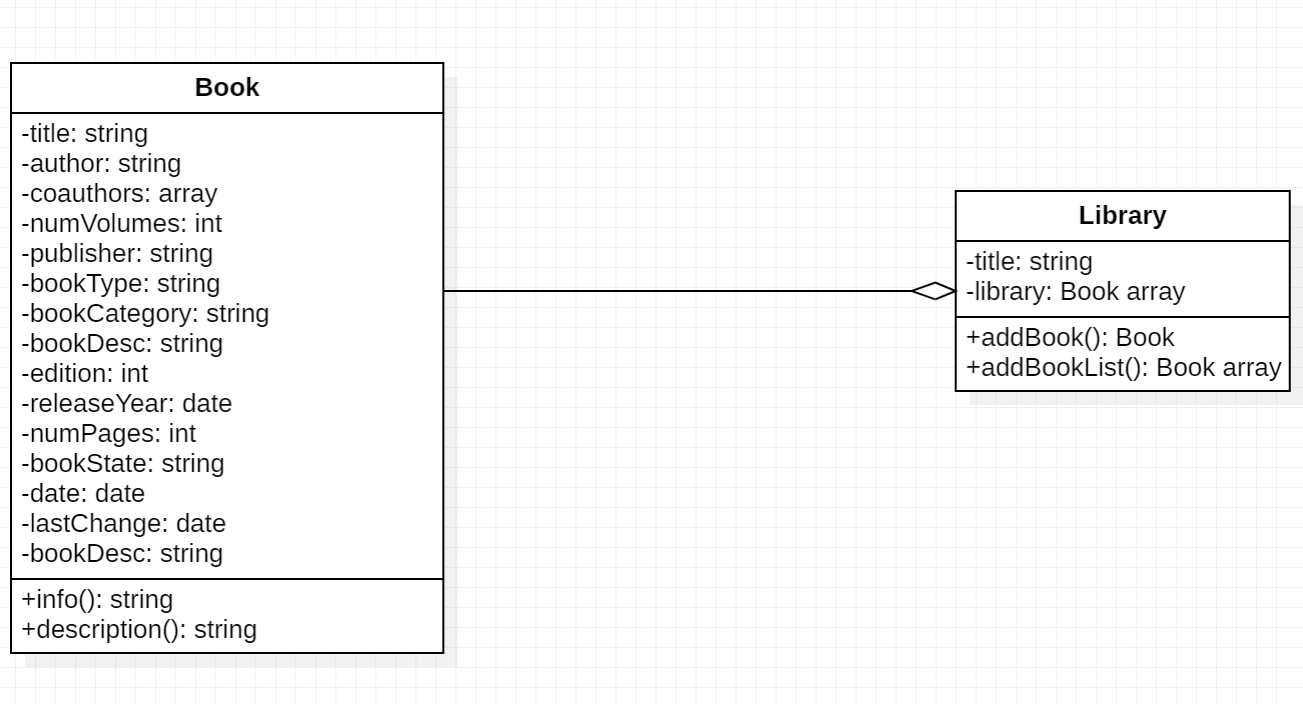 Book
-title: string
-author: string
-coauthors: array
-numVolumes: int
-publisher: string
-bookType: string
-bookCategory: string
-bookDesc: string
-edition: int
-releaseYear: date
-numPages: int
-bookState: string
-date: date
-lastChange: date
-bookDesc: string
+info(): string
+description(): string
Library
-title: string
-library: Book array
+addBook(): Book
+addBookList(): Book array